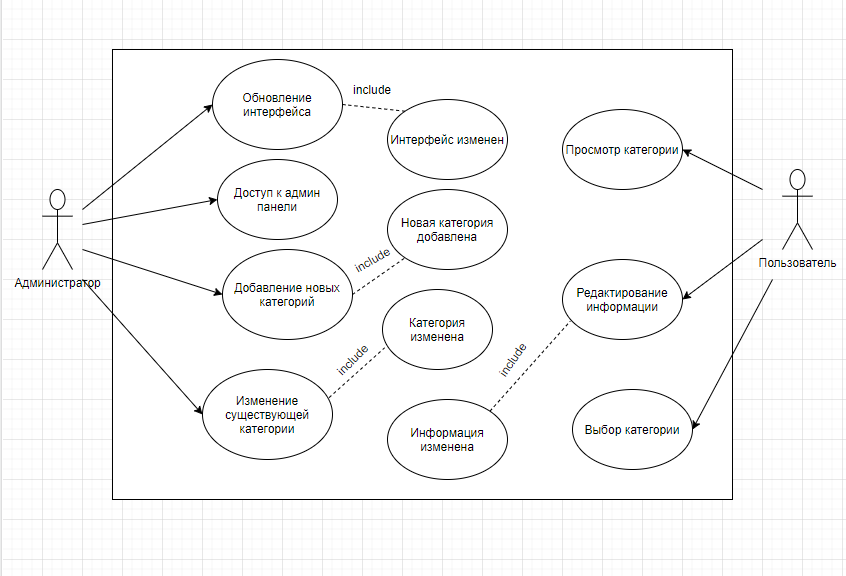 Обновление
интерфейса
include
Интерфейс изменен
Просмотр категории
Доступ к админ
панели
Новая категория
добавлена
Администратор
Пользователь
include
Добавление новых
категорий
Редактирование
информации
Категория
изменена
include
include
Изменение
существующей
категории
Информация
изменена
Выбор категории